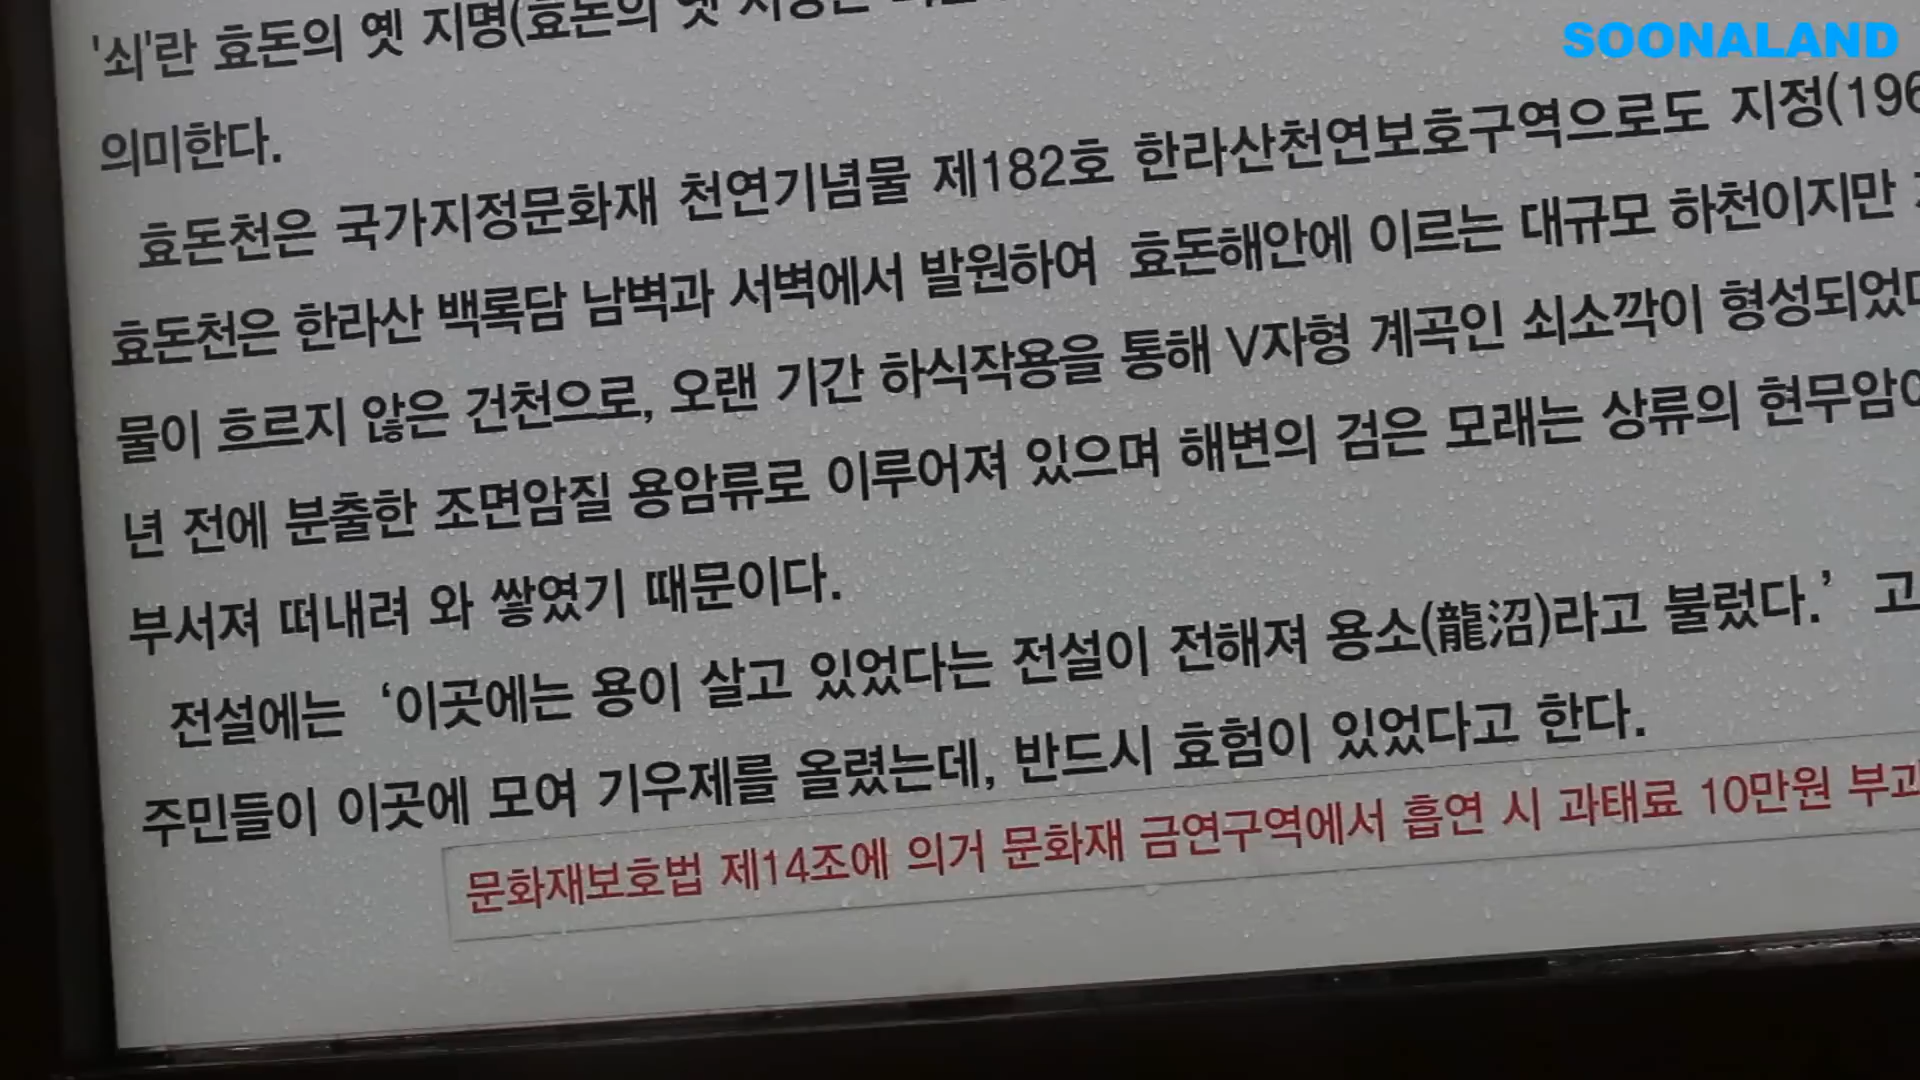 SOONALAND
'쇠'란 효돈의 옛 지명(효돈의 옛
의미한다.
효돈천은 국가지정문화재 천연기념물 제182호 한라산천연보호구역으로도 지정(196
효돈천은 한라산 백록담 남벽과 서벽에서 발원하여 효돈해안에 이르는 대규모 하천이지만
물이 흐르지 않은 건천으로, 오랜 기간 하식작용을 통해 V자형 계곡인 쇠소깍이 형성되었다
년 전에 분출한 조면암질 용암류로 이루어져 있으며 해변의 검은 모래는 상류의 현무암이
부서져 떠내려 와 쌓였기 때문이다.
전설에는 ‘이곳에는 용이 살고 있었다는 전설이 전해져 용소(龍沼)라고 불렀다.’ 고
주민들이 이곳에 모여 기우제를 올렸는데, 반드시 효험이 있었다고 한다.
문화재보호법 제14조에 의거 문화재 금연구역에서 흡연 시 과태료 10만원 부과